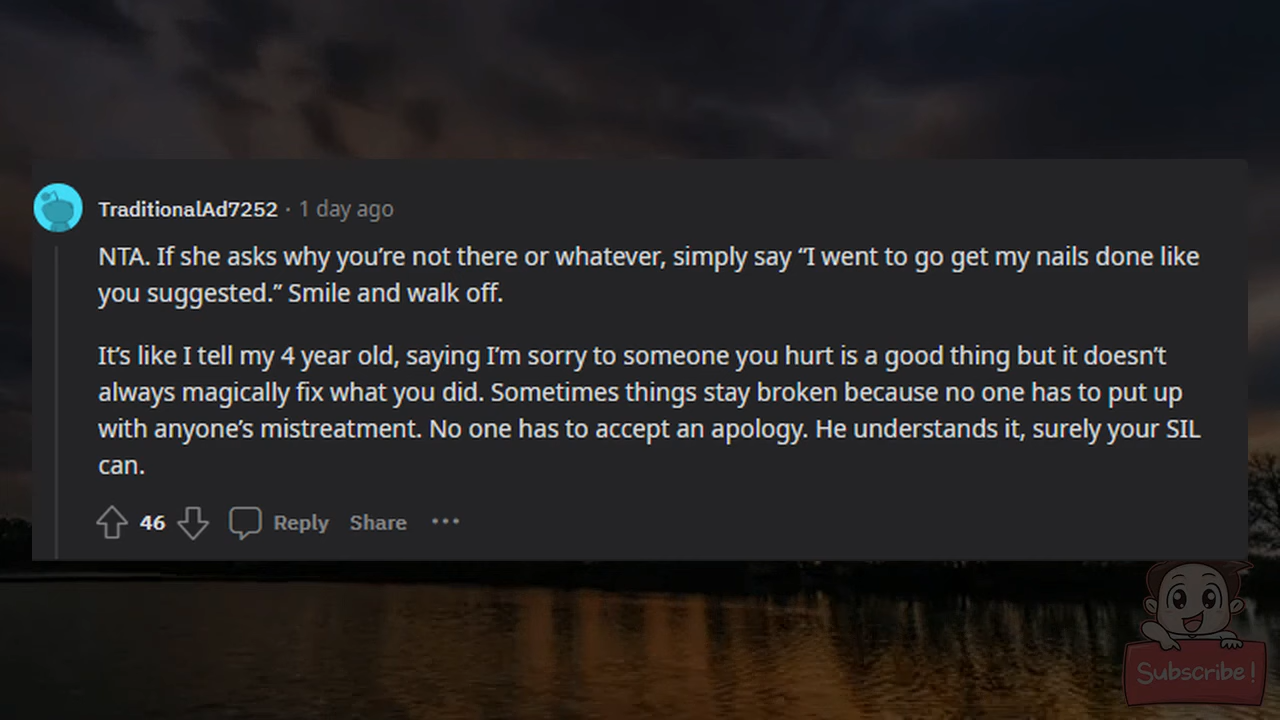 TraditionalAd7252 · 1 day ago
NTA. If she asks why you’re not there or whatever, simply say “I went to go get my nails done like
you suggested.” Smile and walk off.
It’s like I tell my 4 year old, saying I’m sorry to someone you hurt is a good thing but it doesn’t
always magically fix what you did. Sometimes things stay broken because no one has to put up
with anyone’s mistreatment. No one has to accept an apology. He understands it, surely your SIL
can.
46 Reply Share ···
Subscribe!